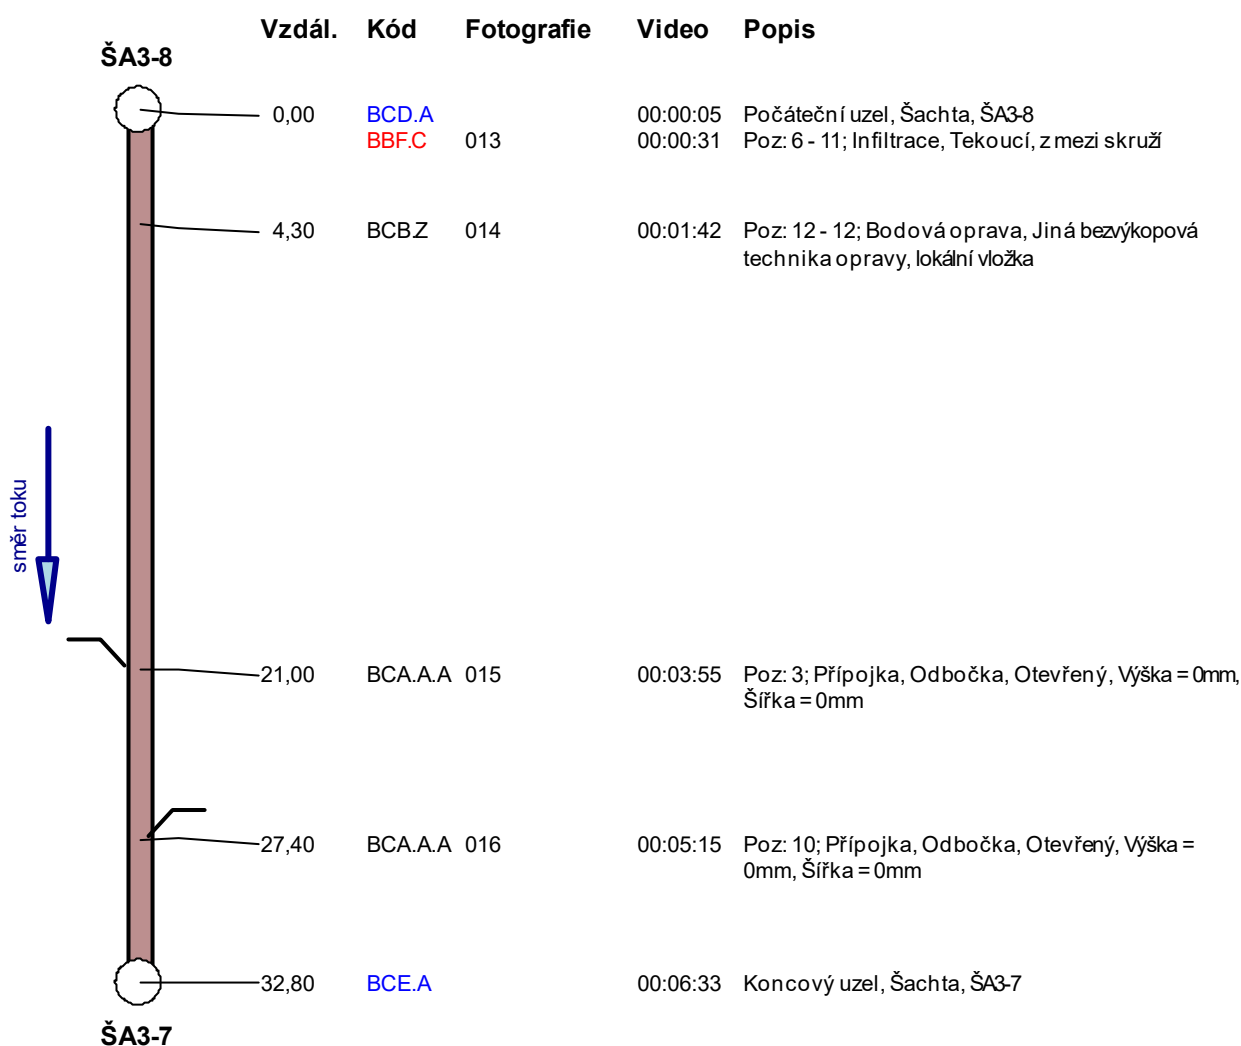 Vzdál. Kód Fotografie Video Popis
ŠA3-8
0,00 BCD.A 00:00:05 Počáteční uzel, Šachta, ŠA3-8
BBF.C 013 00:00:31 Poz: 6 - 11; Infiltrace, Tekoucí, z mezi skruží
4,30 BCB.Z 014 00:01:42 Poz: 12 - 12; Bodová oprava, Jiná bezvýkopová
technika opravy, lokální vložka
směr toku
21,00 BCA.A.A 015 00:03:55 Poz: 3; Přípojka, Odbočka, Otevřený, Výška = 0mm,
Šířka = 0mm
27,40 BCA.A.A 016 00:05:15 Poz: 10; Přípojka, Odbočka, Otevřený, Výška =
0mm, Šířka = 0mm
32,80 BCE.A 00:06:33 Koncový uzel, Šachta, ŠA3-7
ŠA3-7